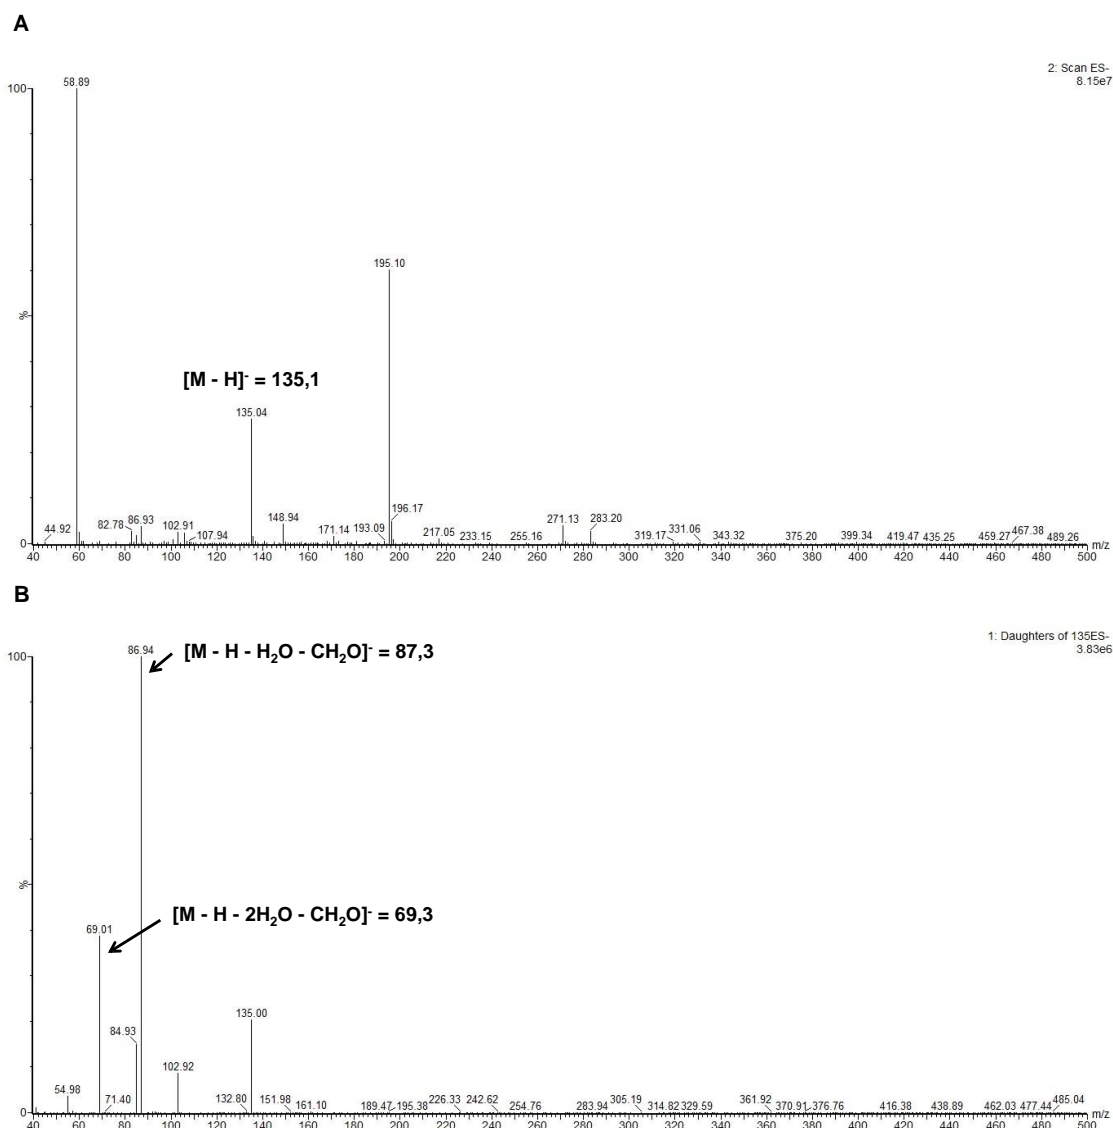 A
2: Scan ES-
8.15e7
100
58.89
195.10
[M - H]- = 135,1
135.04
%
44.92 82.78 86.93 102.91 107.94 148.94 171.14 193.09 196.17 217.05 233.15 255.16 271.13 283.20 319.17 331.06 343.32 375.20 399.34 419.47 435.25 459.27 467.38 489.26
0 m/z
40 60 80 100 120 140 160 180 200 220 240 260 280 300 320 340 360 380 400 420 440 460 480 500
B
1: Daughters of 135ES-
3.83e6
100
86.94
[M - H - H2O - CH2O]- = 87,3
%
[M - H - 2H2O - CH2O]- = 69,3
69.01
135.00
84.93
102.92
54.98 71.40 132.80 151.98 161.10 189.47 195.38 226.33 242.62 254.76 283.94 305.19 314.82 329.59 361.92 370.91 376.76 416.38 438.89 462.03 477.44 485.04
0 m/z
40 60 80 100 120 140 160 180 200 220 240 260 280 300 320 340 360 380 400 420 440 460 480 500